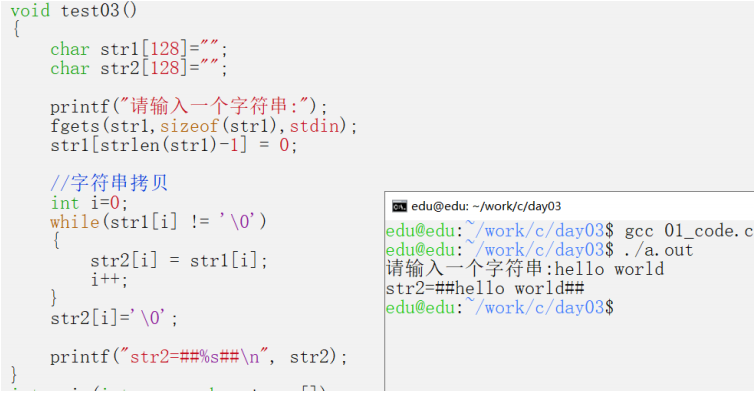 void test03()
{
char str1[128]="";
char str2[128]="";
printf("请输入一个字符串:");
fgets(str1,sizeof(str1),stdin);
str1[strlen(str1)-1] = 0;
//字符串拷贝
int i=0;
while(str1[i] != '\0')
{
str2[i] = str1[i];
i++;
}
str2[i]='\0';
printf("str2=##%s##\n", str2);
}
edu@edu: ~/work/c/day03
edu@edu:~/work/c/day03$ gcc 01_code.c
edu@edu:~/work/c/day03$ ./a.out
请输入一个字符串:hello world
str2=##hello world##
edu@edu:~/work/c/day03$